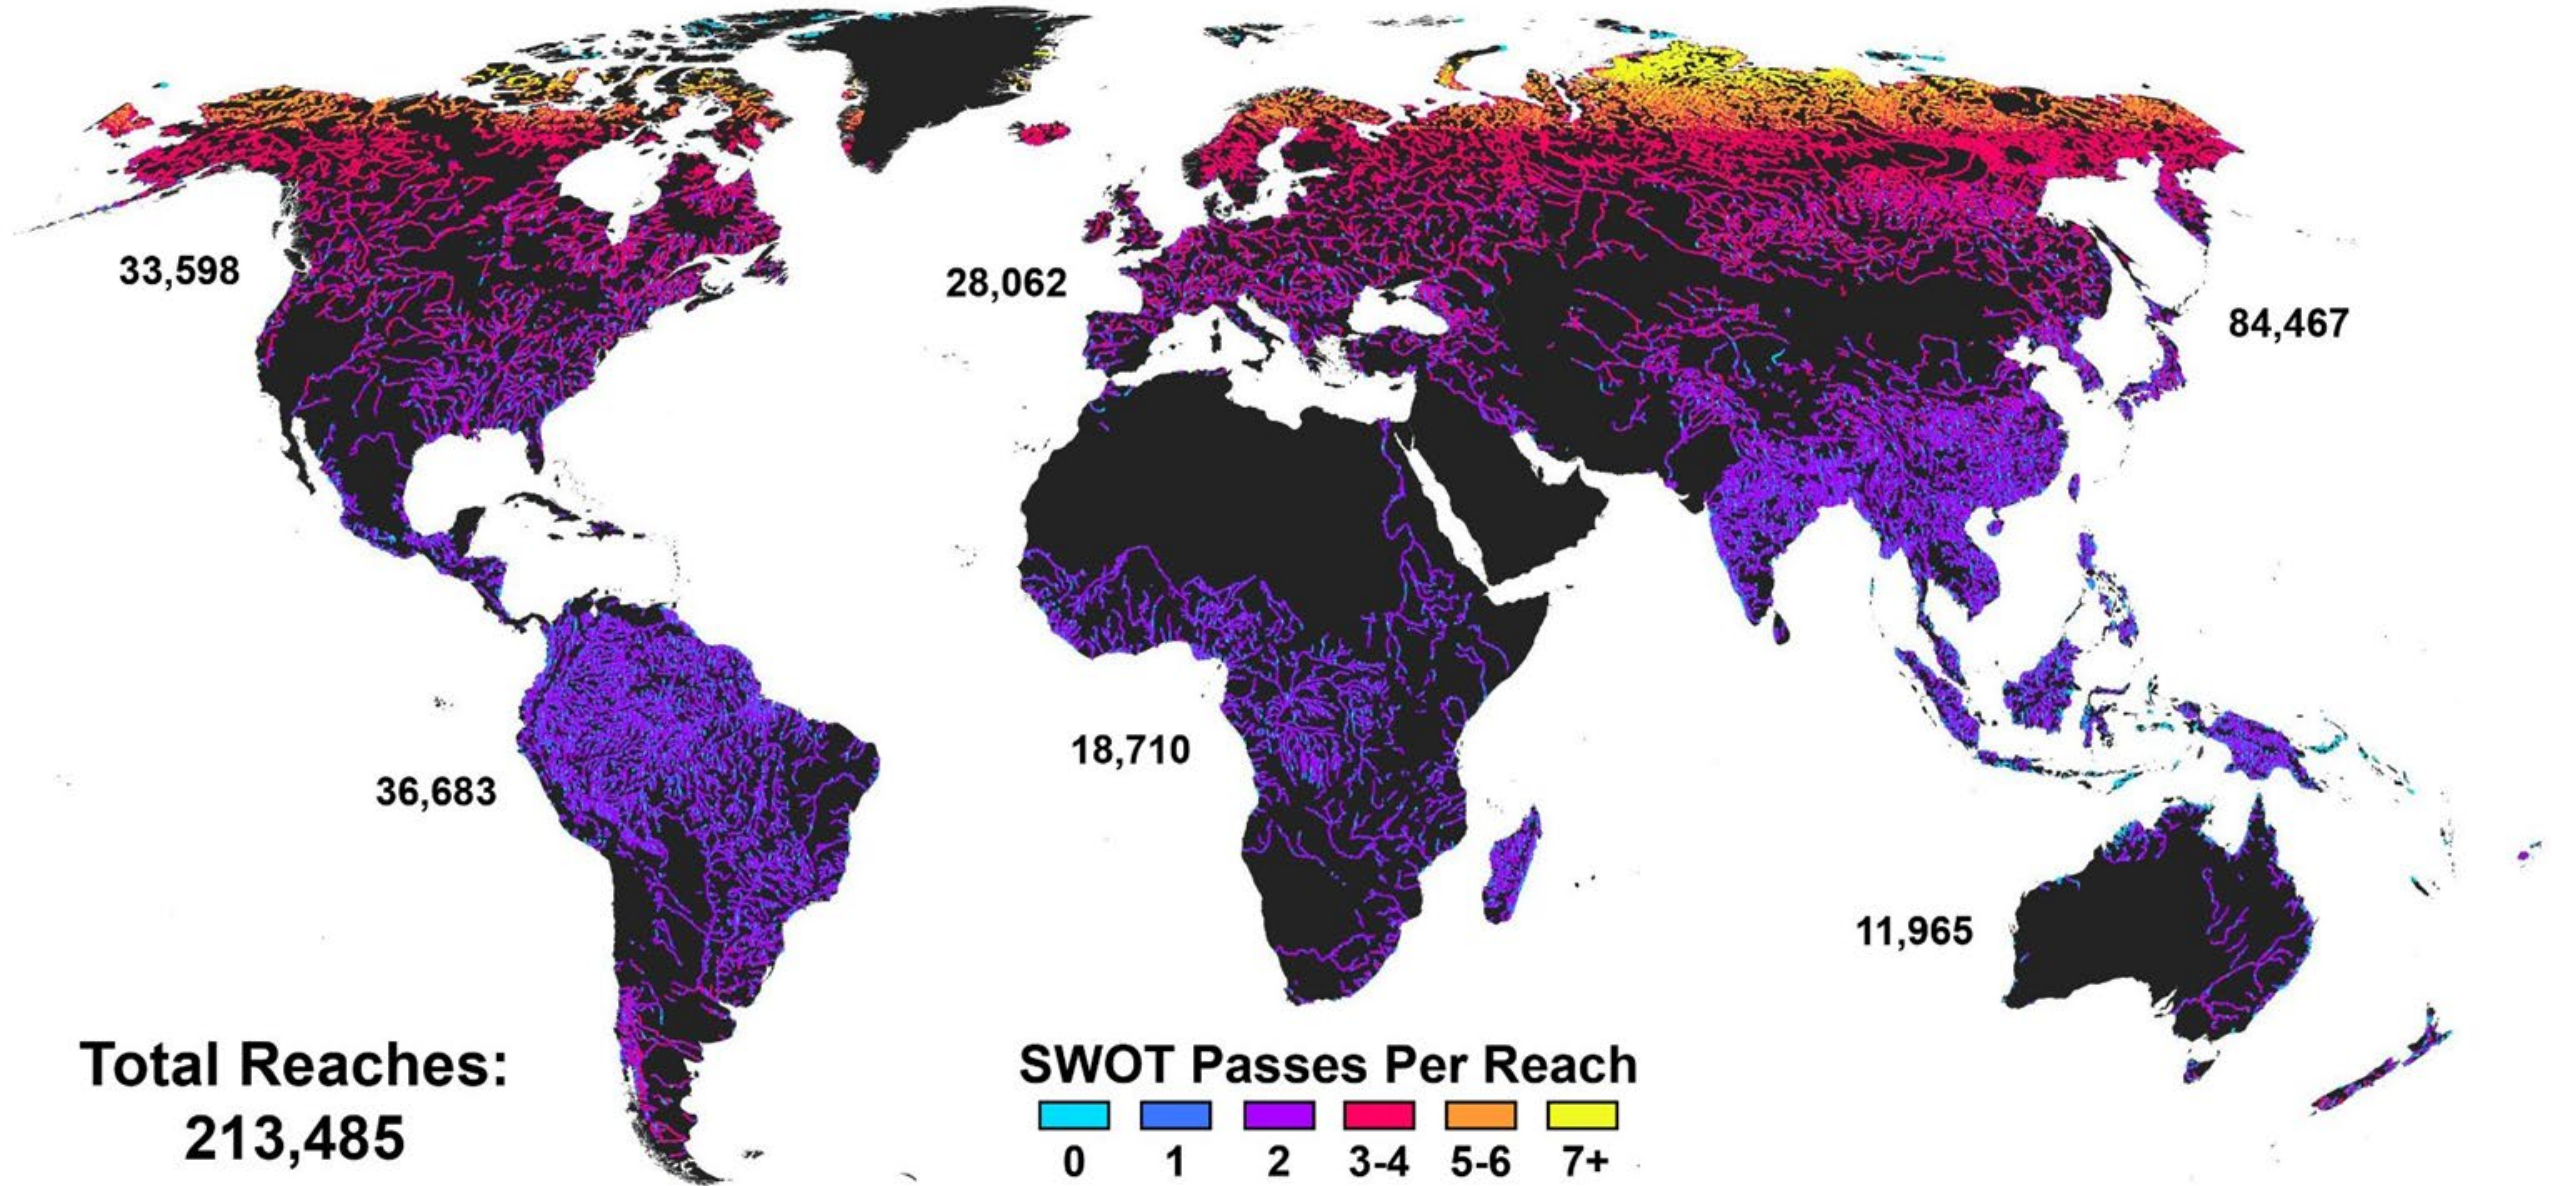 33,598
28,062
84,467
18,710
36,683
11,965
Total Reaches:
213,485
SWOT Passes Per Reach
0 1 2 3-4 5-6 7+